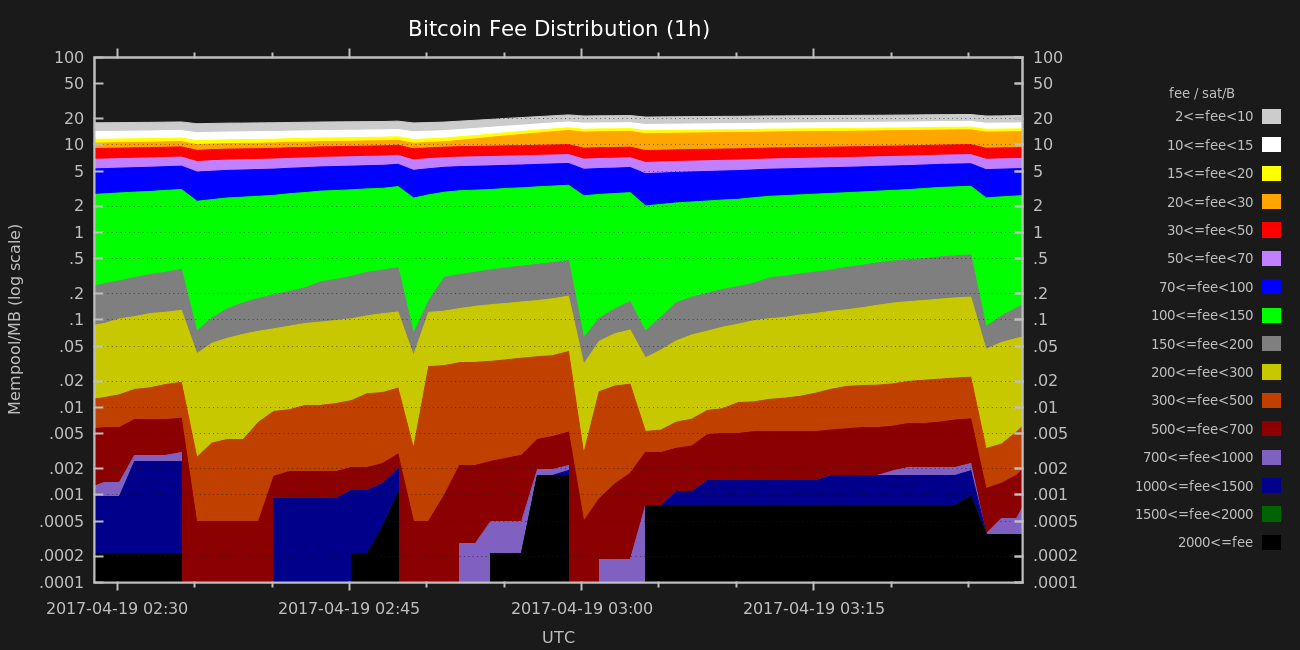 Bitcoin Fee Distribution (1h)
100 100
50 50
20 20
10 10
5 5
2 2
1 1
.5 .5
.2 .2
.1 .1
.05 .05
.02 .02
.01 .01
.005 .005
.002 .002
.001 .001
.0005 .0005
.0002 .0002
.0001 .0001
Mempool/MB (log scale)
2017-04-19 02:30 2017-04-19 02:45 2017-04-19 03:00 2017-04-19 03:15
UTC
fee / sat/B
2<=fee<10
10<=fee<15
15<=fee<20
20<=fee<30
30<=fee<50
50<=fee<70
70<=fee<100
100<=fee<150
150<=fee<200
200<=fee<300
300<=fee<500
500<=fee<700
700<=fee<1000
1000<=fee<1500
1500<=fee<2000
2000<=fee